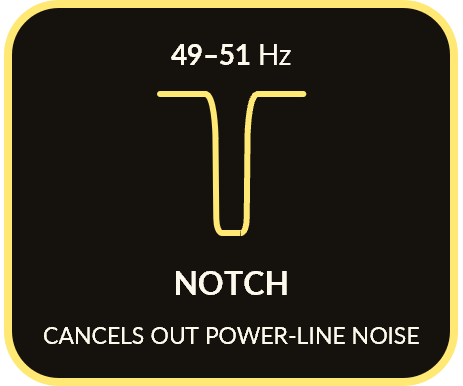 49–51 Hz
NOTCH
CANCELS OUT POWER-LINE NOISE